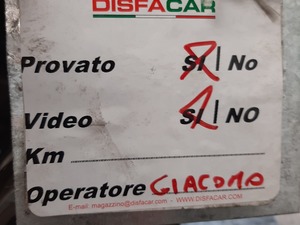 DISFACAR
Provato SI | No
Video SI | NO
Km
Operatore GIACOMO
E-mail: magazzino@disfacar.com - WWW.DISFACAR.COM